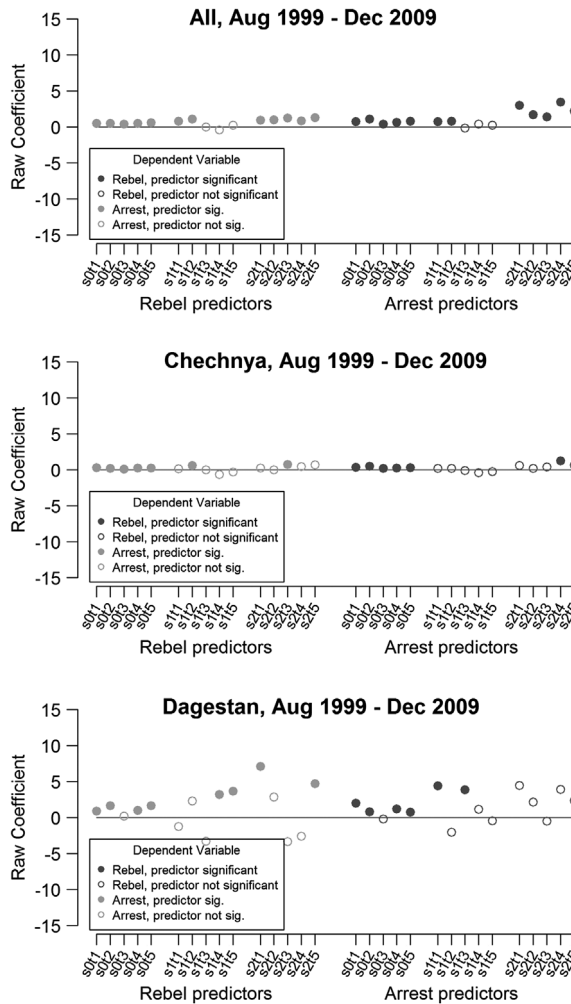 All, Aug 1999 - Dec 2009
Raw Coefficient
15
10
5
0
-5
-10
-15
Dependent Variable
Rebel, predictor significant
Rebel, predictor not significant
Arrest, predictor sig.
Arrest, predictor not sig.
s0t1 s0t2 s0t3 s0t4 s0t5 s1t1 s1t2 s1t3 s1t4 s1t5 s2t1 s2t2 s2t3 s2t4 s2t5 s0t1 s0t2 s0t3 s0t4 s0t5 s1t1 s1t2 s1t3 s1t4 s1t5 s2t1 s2t2 s2t3 s2t4 s2t5
Rebel predictors Arrest predictors
Chechnya, Aug 1999 - Dec 2009
Raw Coefficient
15
10
5
0
-5
-10
-15
Dependent Variable
Rebel, predictor significant
Rebel, predictor not significant
Arrest, predictor sig.
Arrest, predictor not sig.
s0t1 s0t2 s0t3 s0t4 s0t5 s1t1 s1t2 s1t3 s1t4 s1t5 s2t1 s2t2 s2t3 s2t4 s2t5 s0t1 s0t2 s0t3 s0t4 s0t5 s1t1 s1t2 s1t3 s1t4 s1t5 s2t1 s2t2 s2t3 s2t4 s2t5
Rebel predictors Arrest predictors
Dagestan, Aug 1999 - Dec 2009
Raw Coefficient
15
10
5
0
-5
-10
-15
Dependent Variable
Rebel, predictor significant
Rebel, predictor not significant
Arrest, predictor sig.
Arrest, predictor not sig.
s0t1 s0t2 s0t3 s0t4 s0t5 s1t1 s1t2 s1t3 s1t4 s1t5 s2t1 s2t2 s2t3 s2t4 s2t5 s0t1 s0t2 s0t3 s0t4 s0t5 s1t1 s1t2 s1t3 s1t4 s1t5 s2t1 s2t2 s2t3 s2t4 s2t5
Rebel predictors Arrest predictors